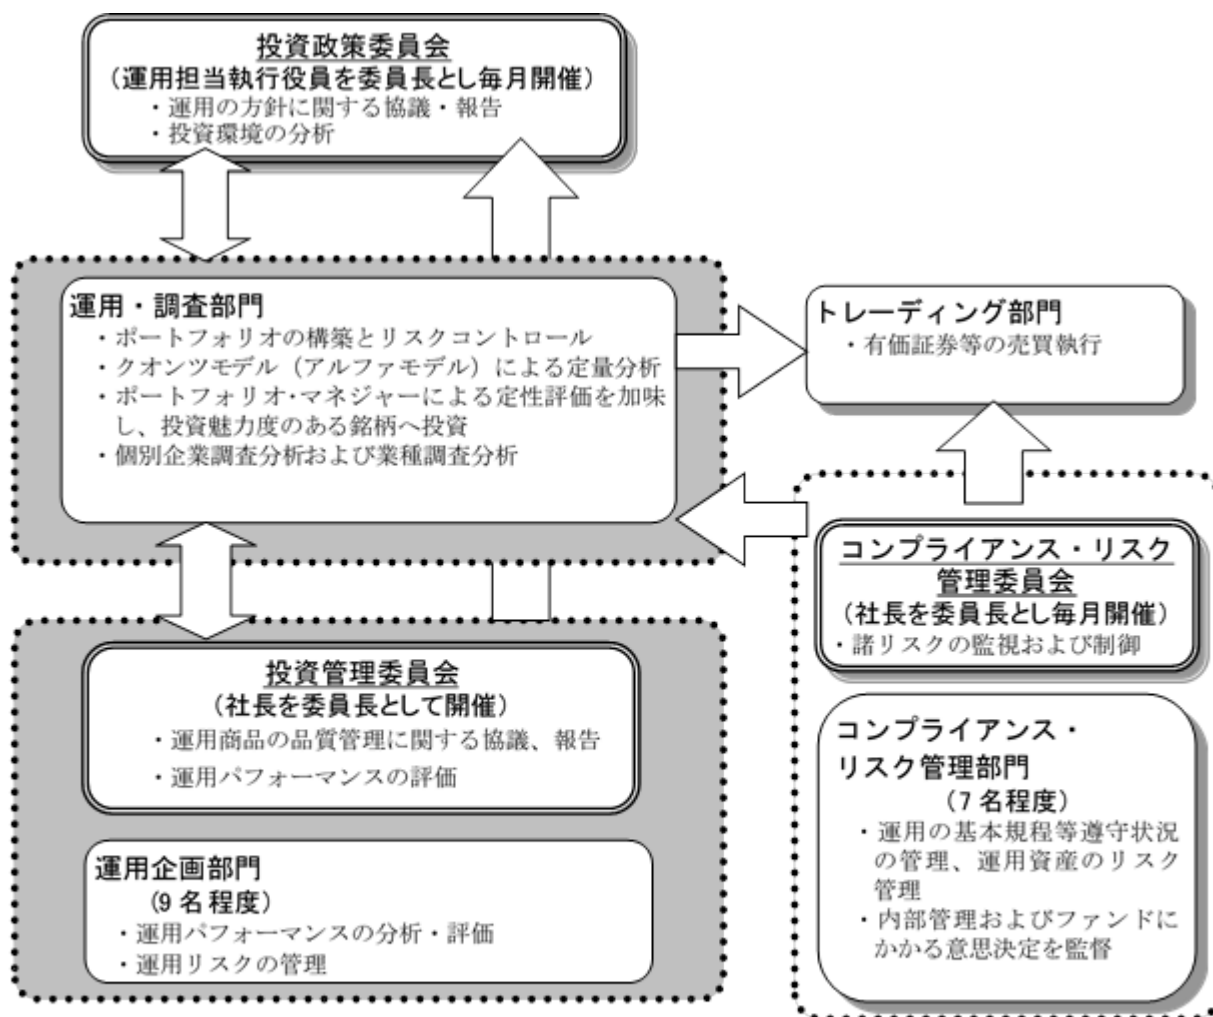 投資政策委員会
（運用担当執行役員を委員長とし毎月開催）
・運用の方針に関する協議・報告
・投資環境の分析
運用・調査部門
・ポートフォリオの構築とリスクコントロール
・クオンツモデル（アルファモデル）による定量分析
・ポートフォリオ･マネジャーによる定性評価を加味
し、投資魅力度のある銘柄へ投資
・個別企業調査分析および業種調査分析
トレーディング部門
・有価証券等の売買執行
投資管理委員会
（社長を委員長として開催）
・運用商品の品質管理に関する協議、報告
・運用パフォーマンスの評価
運用企画部門
（9 名程度）
・運用パフォーマンスの分析・評価
・運用リスクの管理
コンプライアンス・リスク
管理委員会
（社長を委員長とし毎月開催）
・諸リスクの監視および制御
コンプライアンス・
リスク管理部門
（7 名程度）
・運用の基本規程等遵守状況
の管理、運用資産のリスク
管理
・内部管理およびファンドに
かかる意思決定を監督